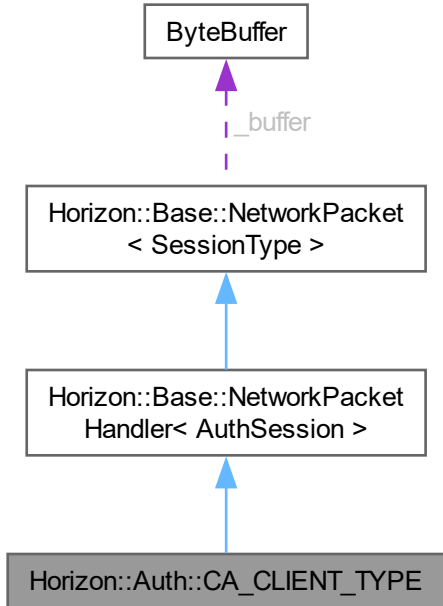 ByteBuffer
_buffer
Horizon::Base::NetworkPacket
< SessionType >
Horizon::Base::NetworkPacket
Handler< AuthSession >
Horizon::Auth::CA_CLIENT_TYPE